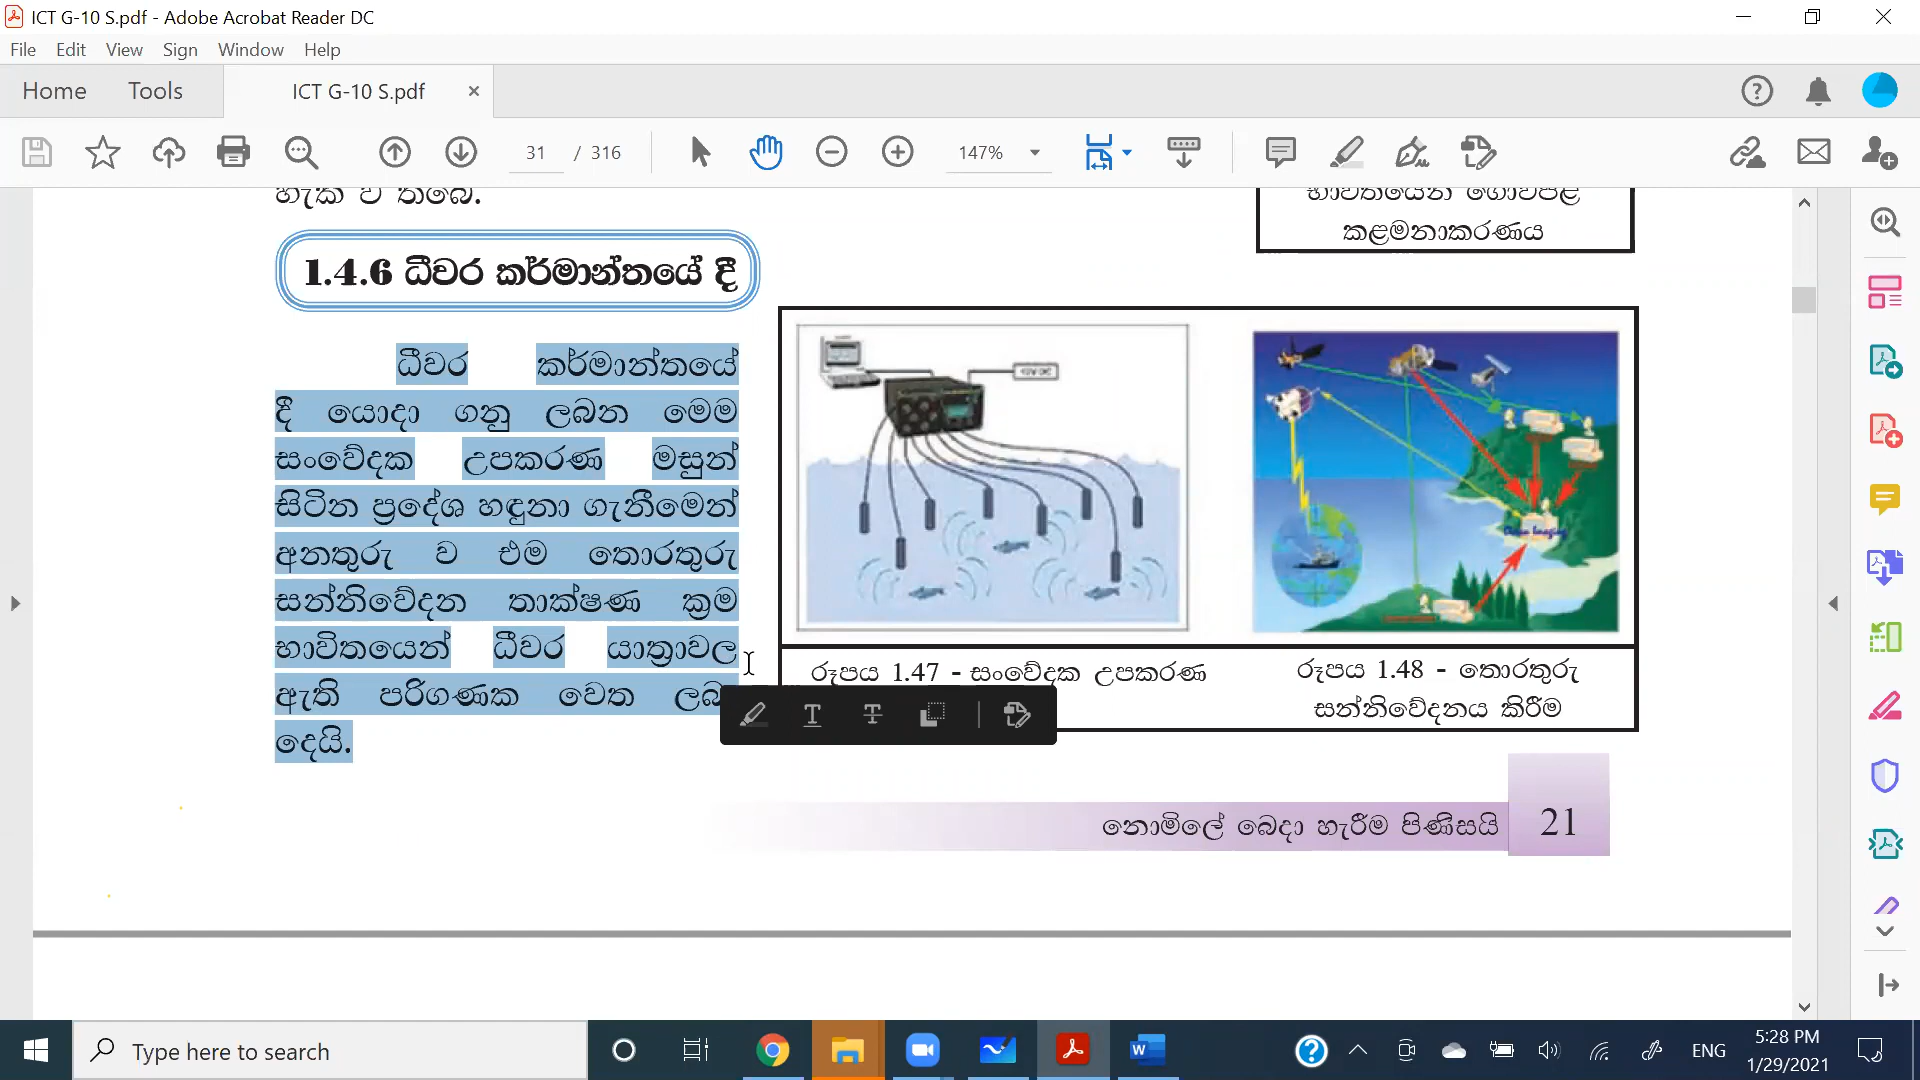 ICT G-10 S.pdf - Adobe Acrobat Reader DC
File Edit View Sign Window Help
Home Tools ICT G-10 S.pdf
31 / 316 147%
හැකි වී තිබේ.
භාවිතයෙන් ගොවිපළ
කළමනාකරණය
1.4.6 ධීවර කර්මාන්තයේ දී
ධීවර කර්මාන්තයේ
දී යොදා ගනු ලබන මෙම
සංවේදක උපකරණ මසුන්
සිටින ප්‍රදේශ හඳුනා ගැනීමෙන්
අනතුරු ව එම තොරතුරු
සන්නිවේදන තාක්ෂණ ක්‍රම
භාවිතයෙන් ධීවර යාත්‍රාවල
ඇති පරිගණක වෙත ලබා
දෙයි.
රූපය 1.47 - සංවේදක උපකරණ
රූපය 1.48 - තොරතුරු
සන්නිවේදනය කිරීම
නොමිලේ බෙදා හැරීම පිණිසයි 21
Type here to search
ENG
5:28 PM
1/29/2021